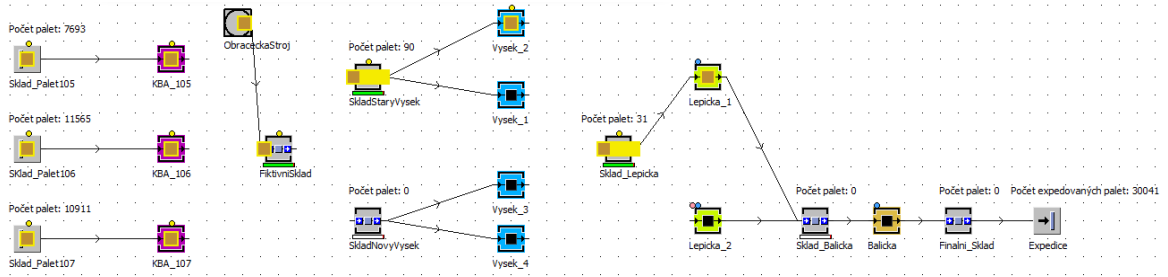 Počet palet: 7693
Sklad_Palet105
KBA_105
ObraceckaStroj
Počet palet: 90
SkladStaryVysek
Vysek_2
Vysek_1
Lepicka_1
Počet palet: 11565
SKlad_Palet106
KBA_106
FiktivniSklad
Počet palet: 31
Sklad_Lepicka
Počet palet: 10911
Sklad_Palet107
KBA_107
Počet palet: 0
SkladNovyVysek
Vysek_3
Vysek_4
Lepicka_2
Počet palet: 0
Sklad_Balicka
Balicka
Počet palet: 0
Finalni_Sklad
Počet expedovaných palet: 30041
Expedice